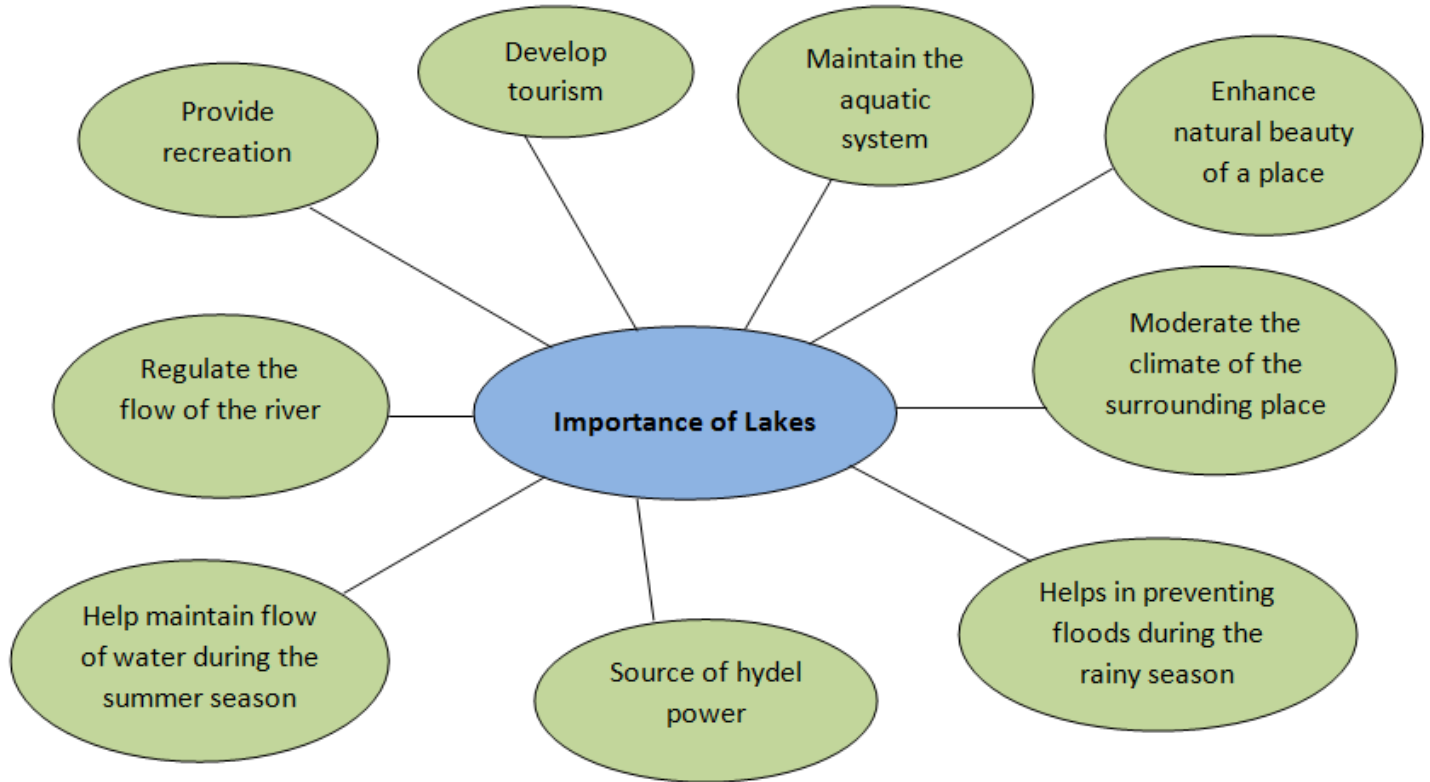 Develop
tourism
Maintain the
aquatic
system
Enhance
natural beauty
of a place
Provide
recreation
Moderate the
climate of the
surrounding place
Regulate the
flow of the river
Importance of Lakes
Helps in preventing
floods during the
rainy season
Help maintain flow
of water during the
summer season
Source of hydel
power